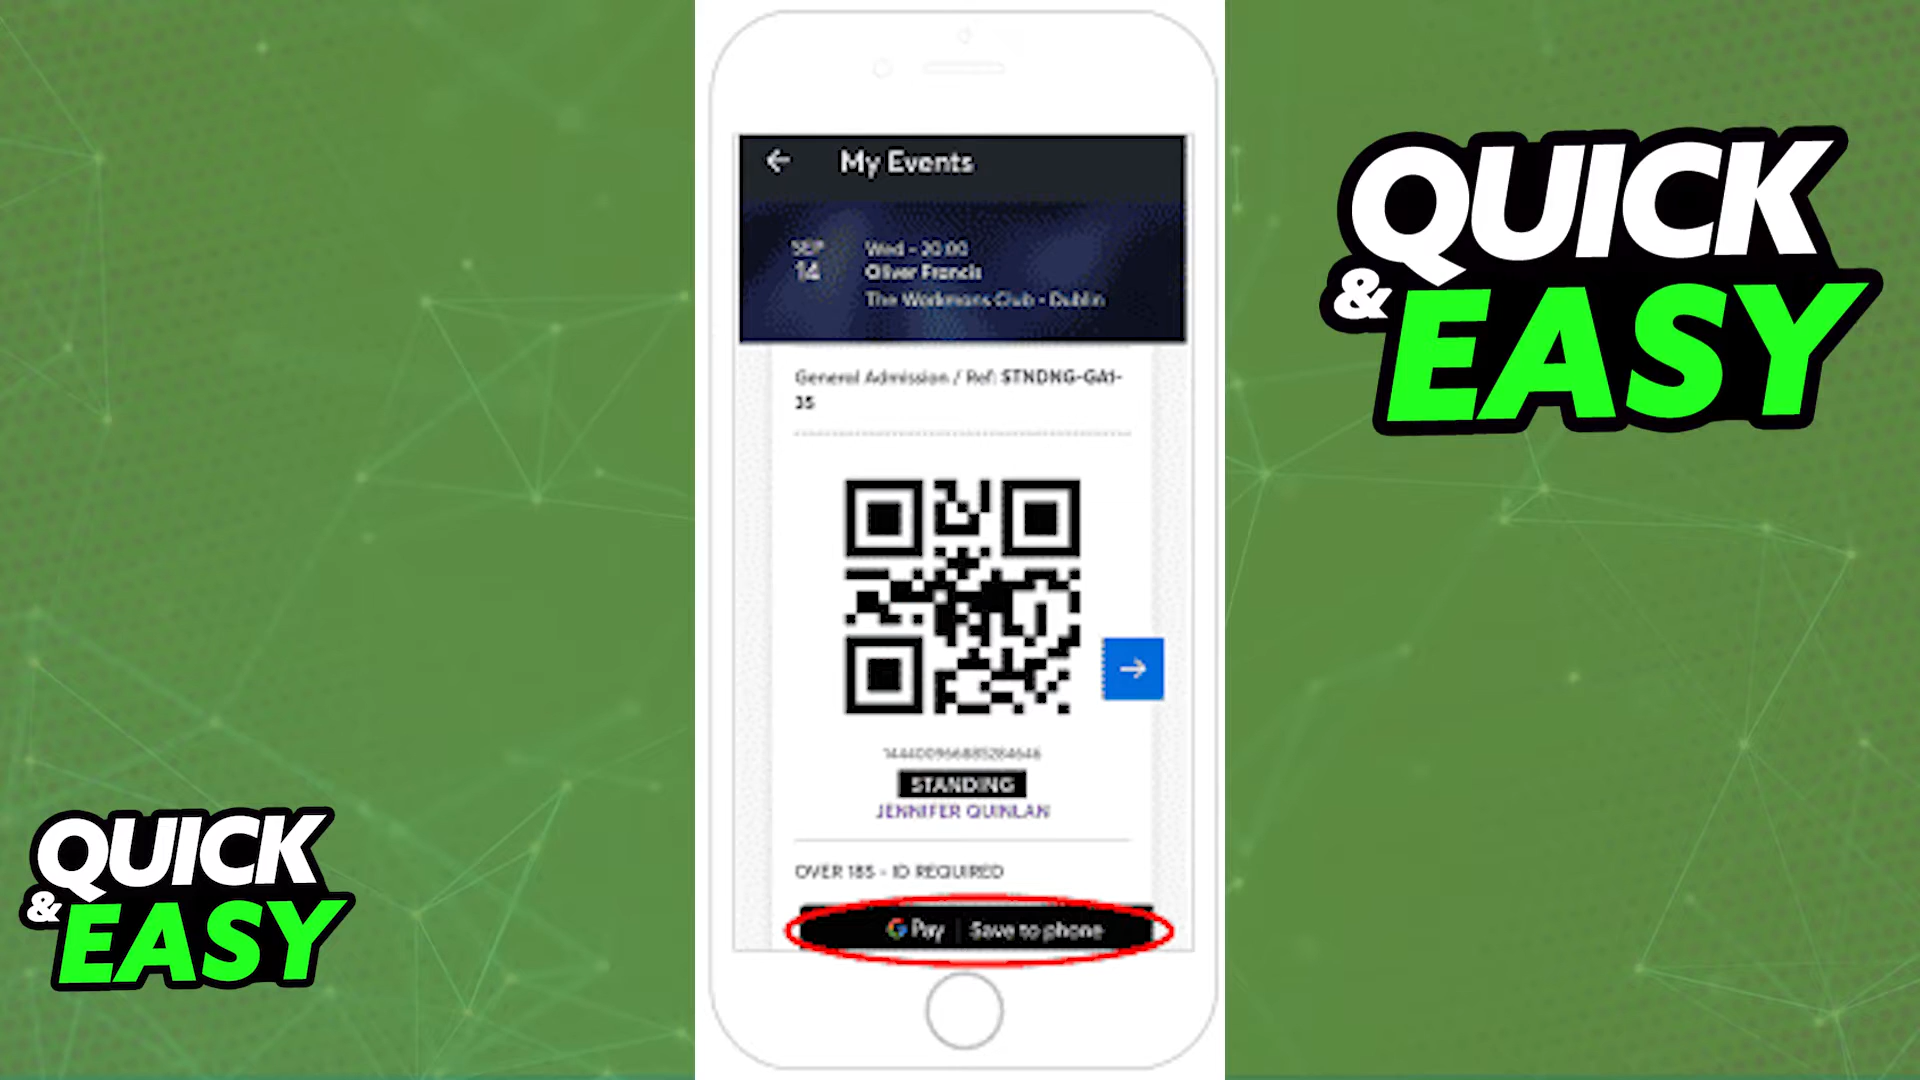 My Events
SEP
14
Wed - 20:00
Oliver Francis
The Workmans Club - Dublin
General Admission / Ref: STNDNG-GA1-
35
STANDING
JENNIFER QUINLAN
OVER 18S - ID REQUIRED
G Pay | Save to phone
QUICK
& EASY
QUICK
& EASY